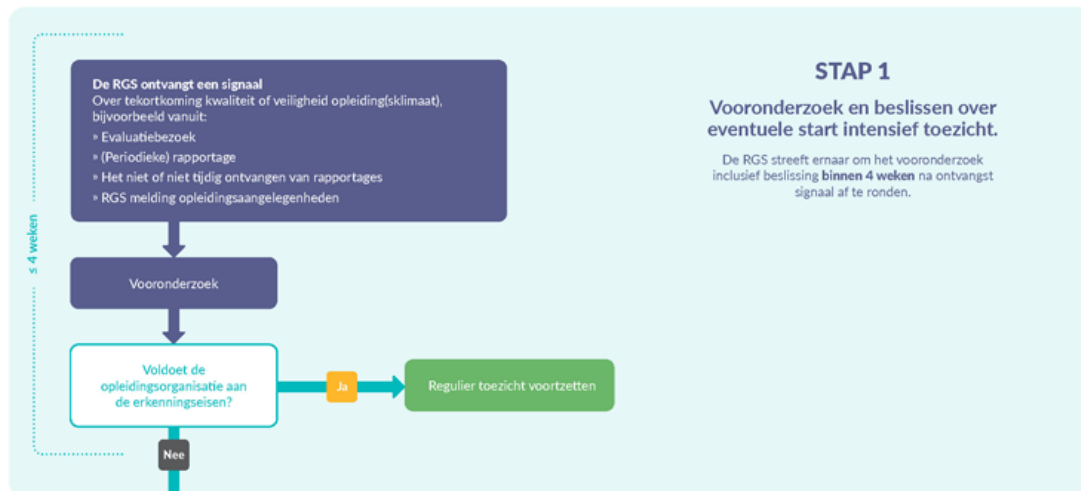 De RGS ontvangt een signaal
Over tekortkoming kwaliteit of veiligheid opleiding(sklimaat),
bijvoorbeeld vanuit:
» Evaluatiebezoek
» (Periodieke) rapportage
» Het niet of niet tijdig ontvangen van rapportages
» RGS melding opleidingsaangelegenheden
≤ 4 weken
Vooronderzoek
Voldoet de
opleidingsorganisatie aan
de erkenningseisen?
Ja
Regulier toezicht voortzetten
Nee
STAP 1
Vooronderzoek en beslissen over
eventuele start intensief toezicht.
De RGS streeft ernaar om het vooronderzoek
inclusief beslissing binnen 4 weken na ontvangst
signaal af te ronden.